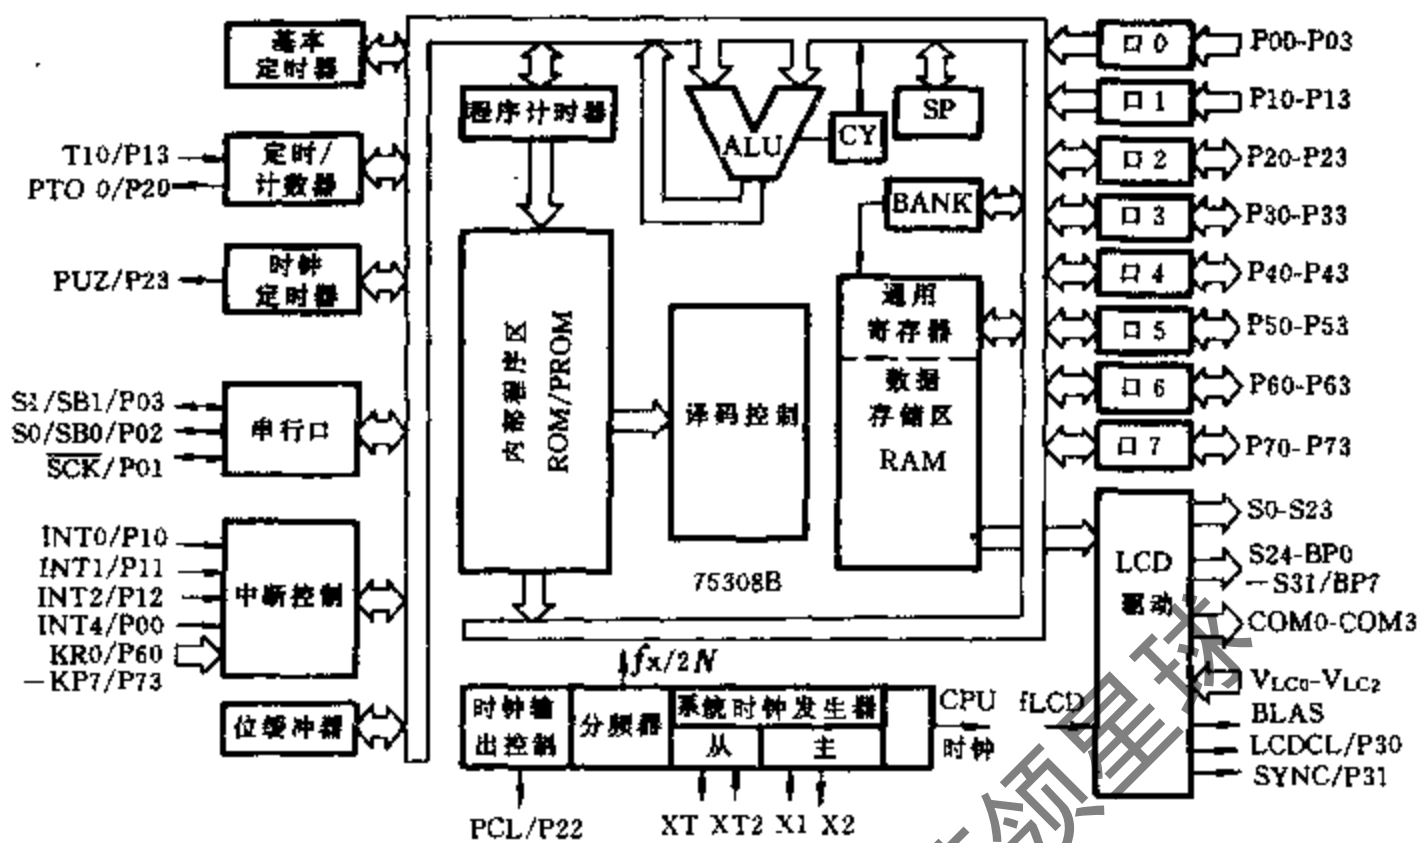 基本
定时器
T10/P13
PTO 0/P20
定时/
计数器
PUZ/P23
时钟
定时器
S1/SB1/P03
S0/SB0/P02
SCK/P01
串行口
INT0/P10
INT1/P11
INT2/P12
INT4/P00
KR0/P60
－KP7/P73
中断控制
位缓冲器
程序计时器
ALU
CY
SP
BANK
内部程序区
ROM/PROM
译码控制
通用
寄存器
数据
存储区
RAM
75308B
fx/2N
时钟输
出控制
分频器
系统时钟发生器
从
主
CPU
时钟
fLCD
PCL/P22
XT XT2 X1 X2
口 0 P00-P03
口 1 P10-P13
口 2 P20-P23
口 3 P30-P33
口 4 P40-P43
口 5 P50-P53
口 6 P60-P63
口 7 P70-P73
LCD
驱动
S0-S23
S24-BP0
－S31/BP7
COM0-COM3
VLC0-VLC2
BLAS
LCDCL/P30
SYNC/P31
领星球